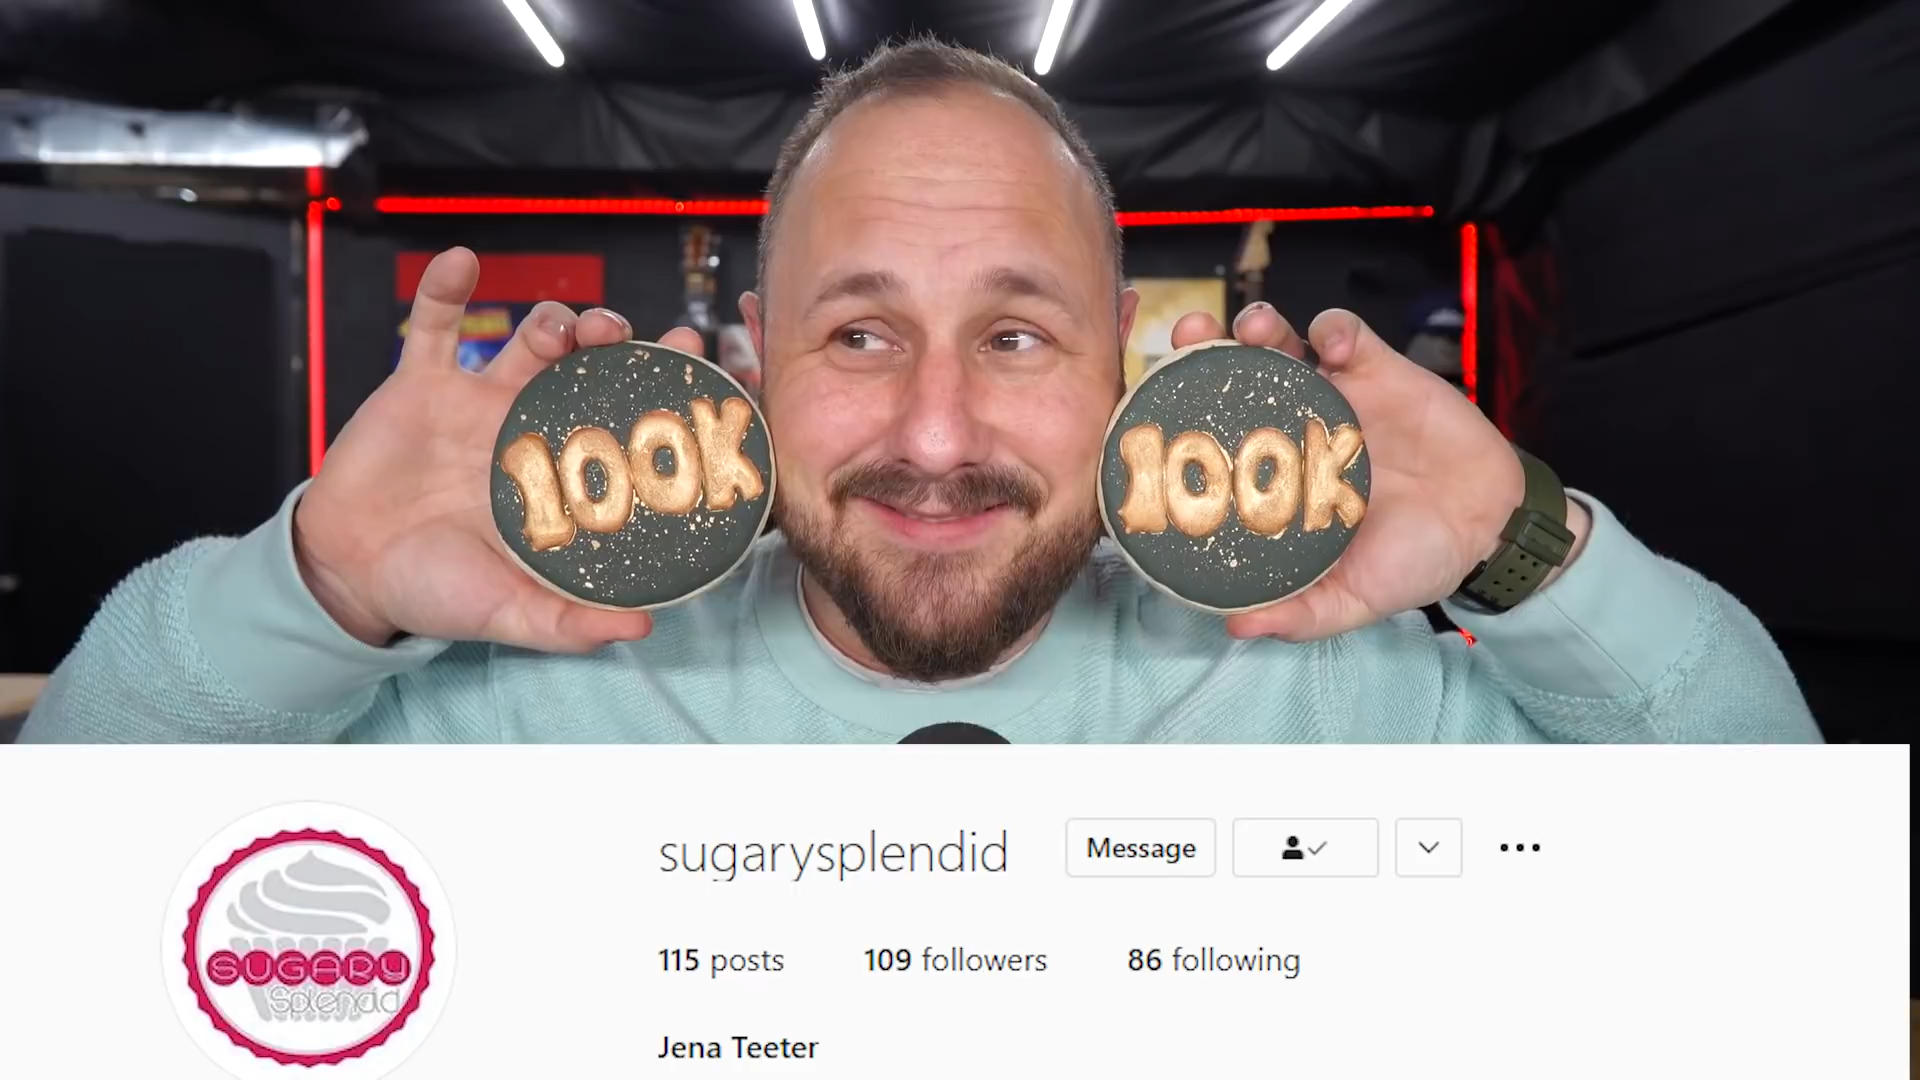 100K 100K
sugarysplendid Message
115 posts 109 followers 86 following
SUGARY
Splendid
Jena Teeter